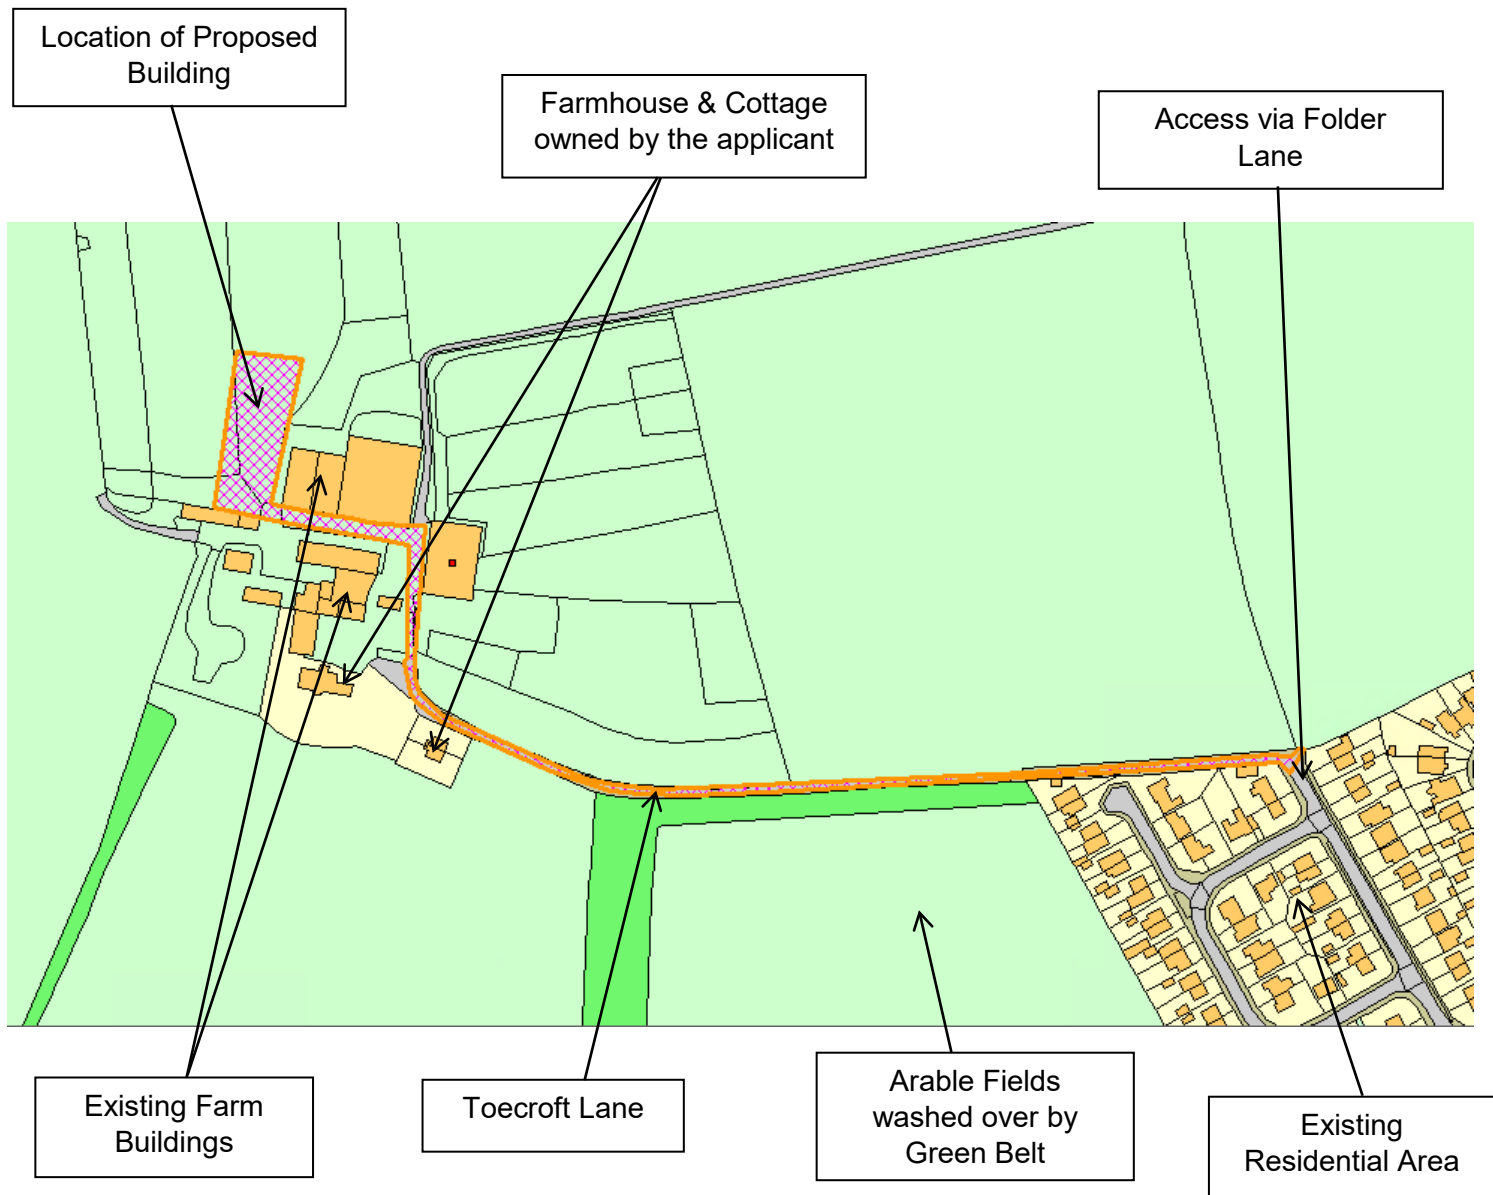 Location of Proposed
Building
Farmhouse & Cottage
owned by the applicant
Access via Folder
Lane
Existing Farm
Buildings
Toecroft Lane
Arable Fields
washed over by
Green Belt
Existing
Residential Area